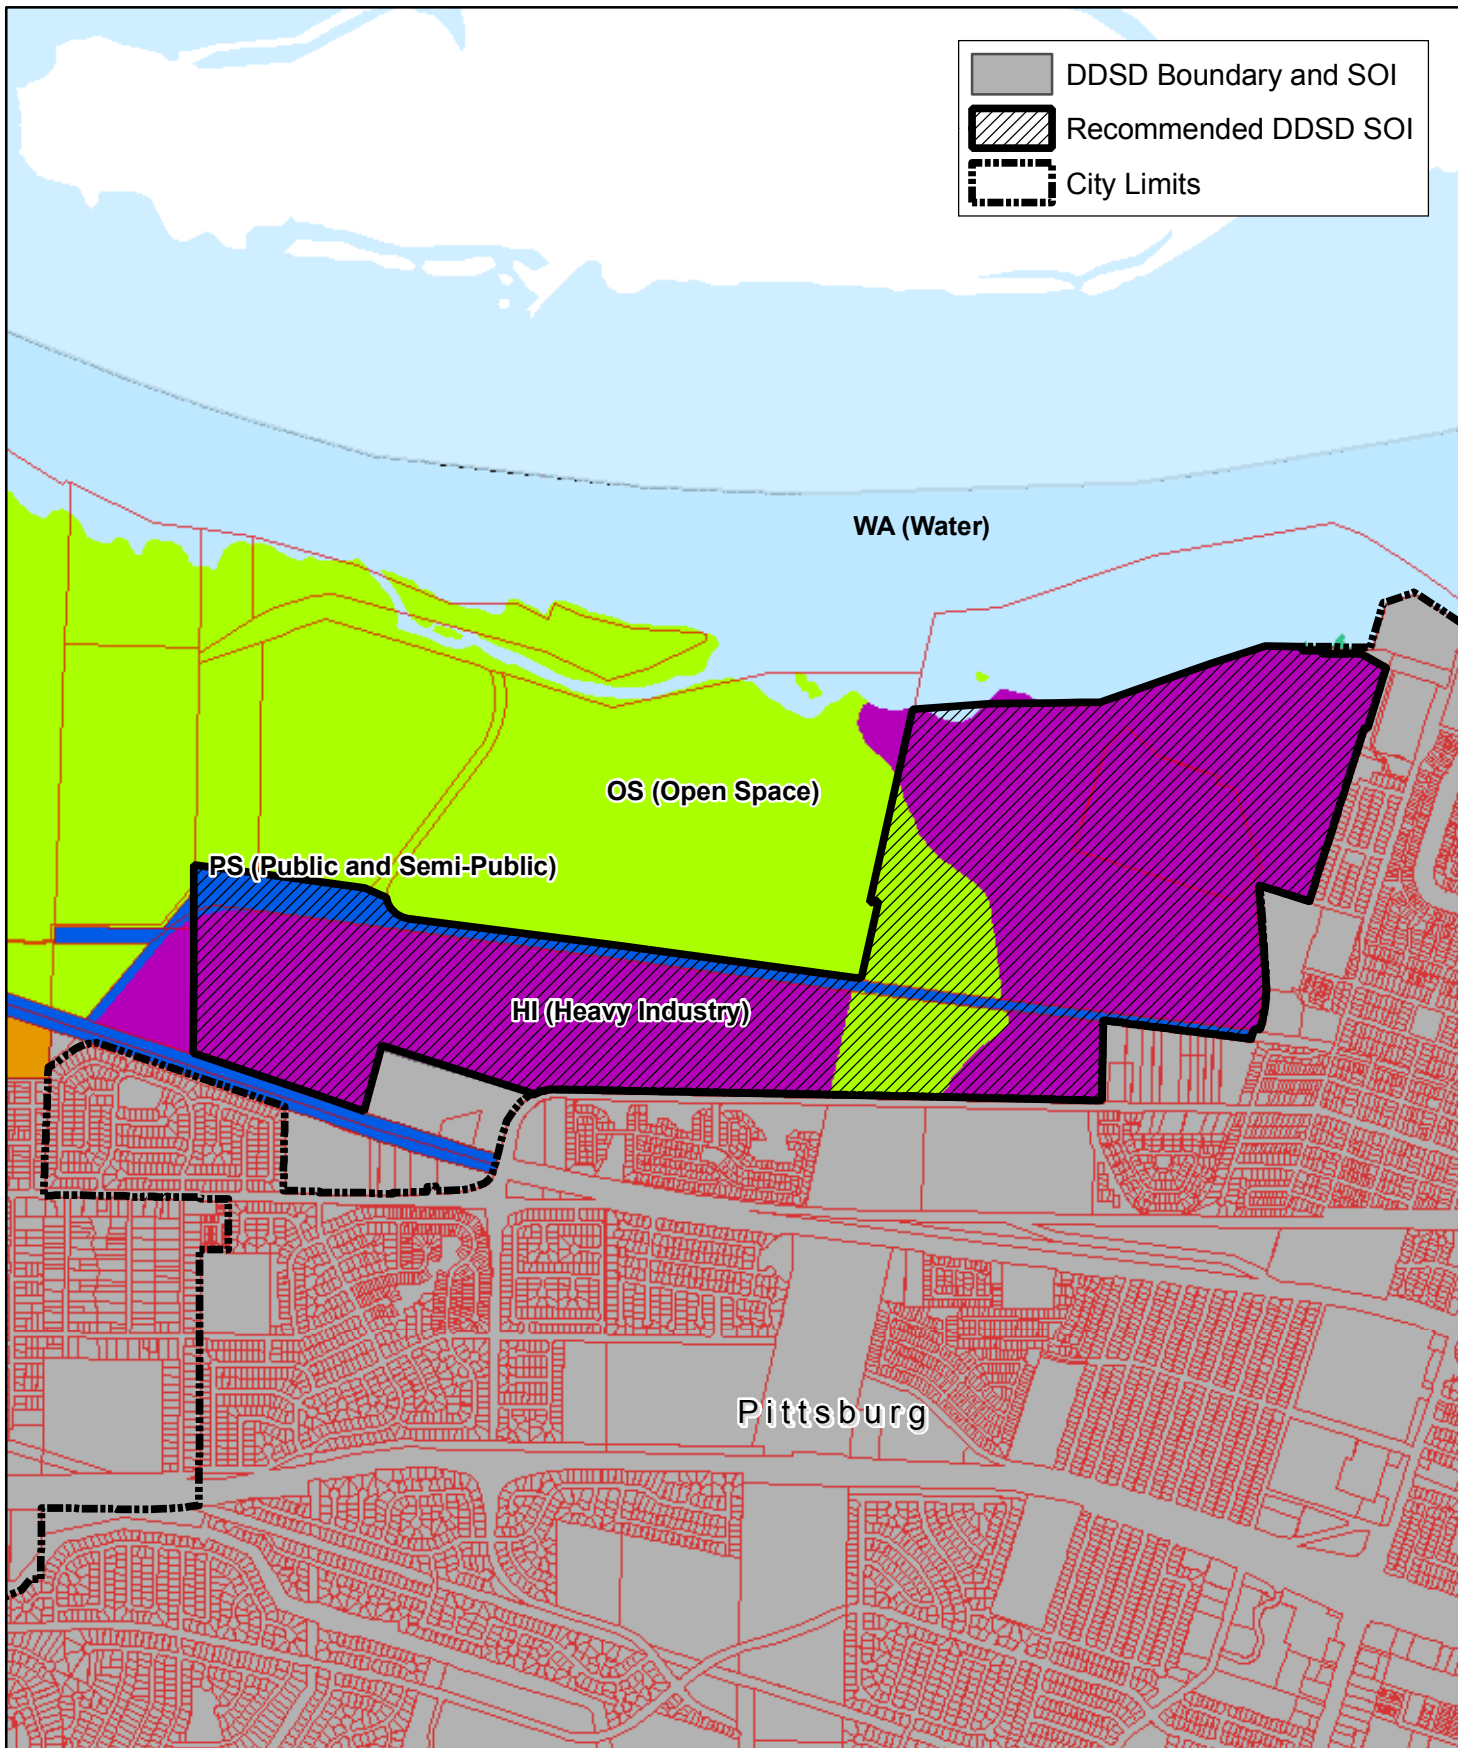 DDSD Boundary and SOI
Recommended DDSD SOI
City Limits
WA (Water)
OS (Open Space)
PS (Public and Semi-Public)
HI (Heavy Industry)
Pittsburg